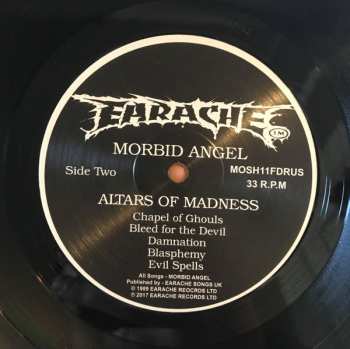 EARACHE TM
MORBID ANGEL
Side Two
MOSH11FDRUS
33 R.P.M
ALTARS OF MADNESS
Chapel of Ghouls
Bleed for the Devil
Damnation
Blasphemy
Evil Spells
All Songs - MORBID ANGEL
Published by - EARACHE SONGS UK
© 1989 EARACHE RECORDS LTD
℗ 2017 EARACHE RECORDS LTD